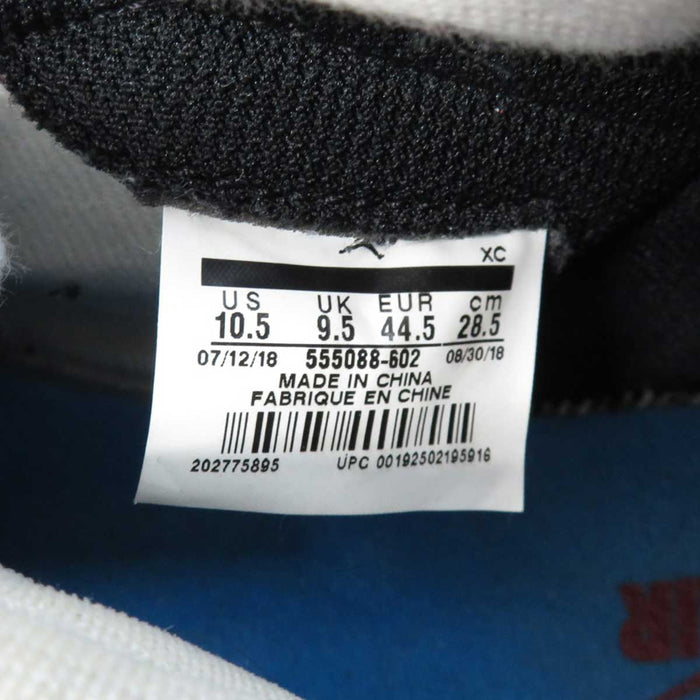 XC
US UK EUR cm
10.5 9.5 44.5 28.5
07/12/18 555088-602 08/30/18
MADE IN CHINA
FABRIQUE EN CHINE
202775895 UPC 00192502195916